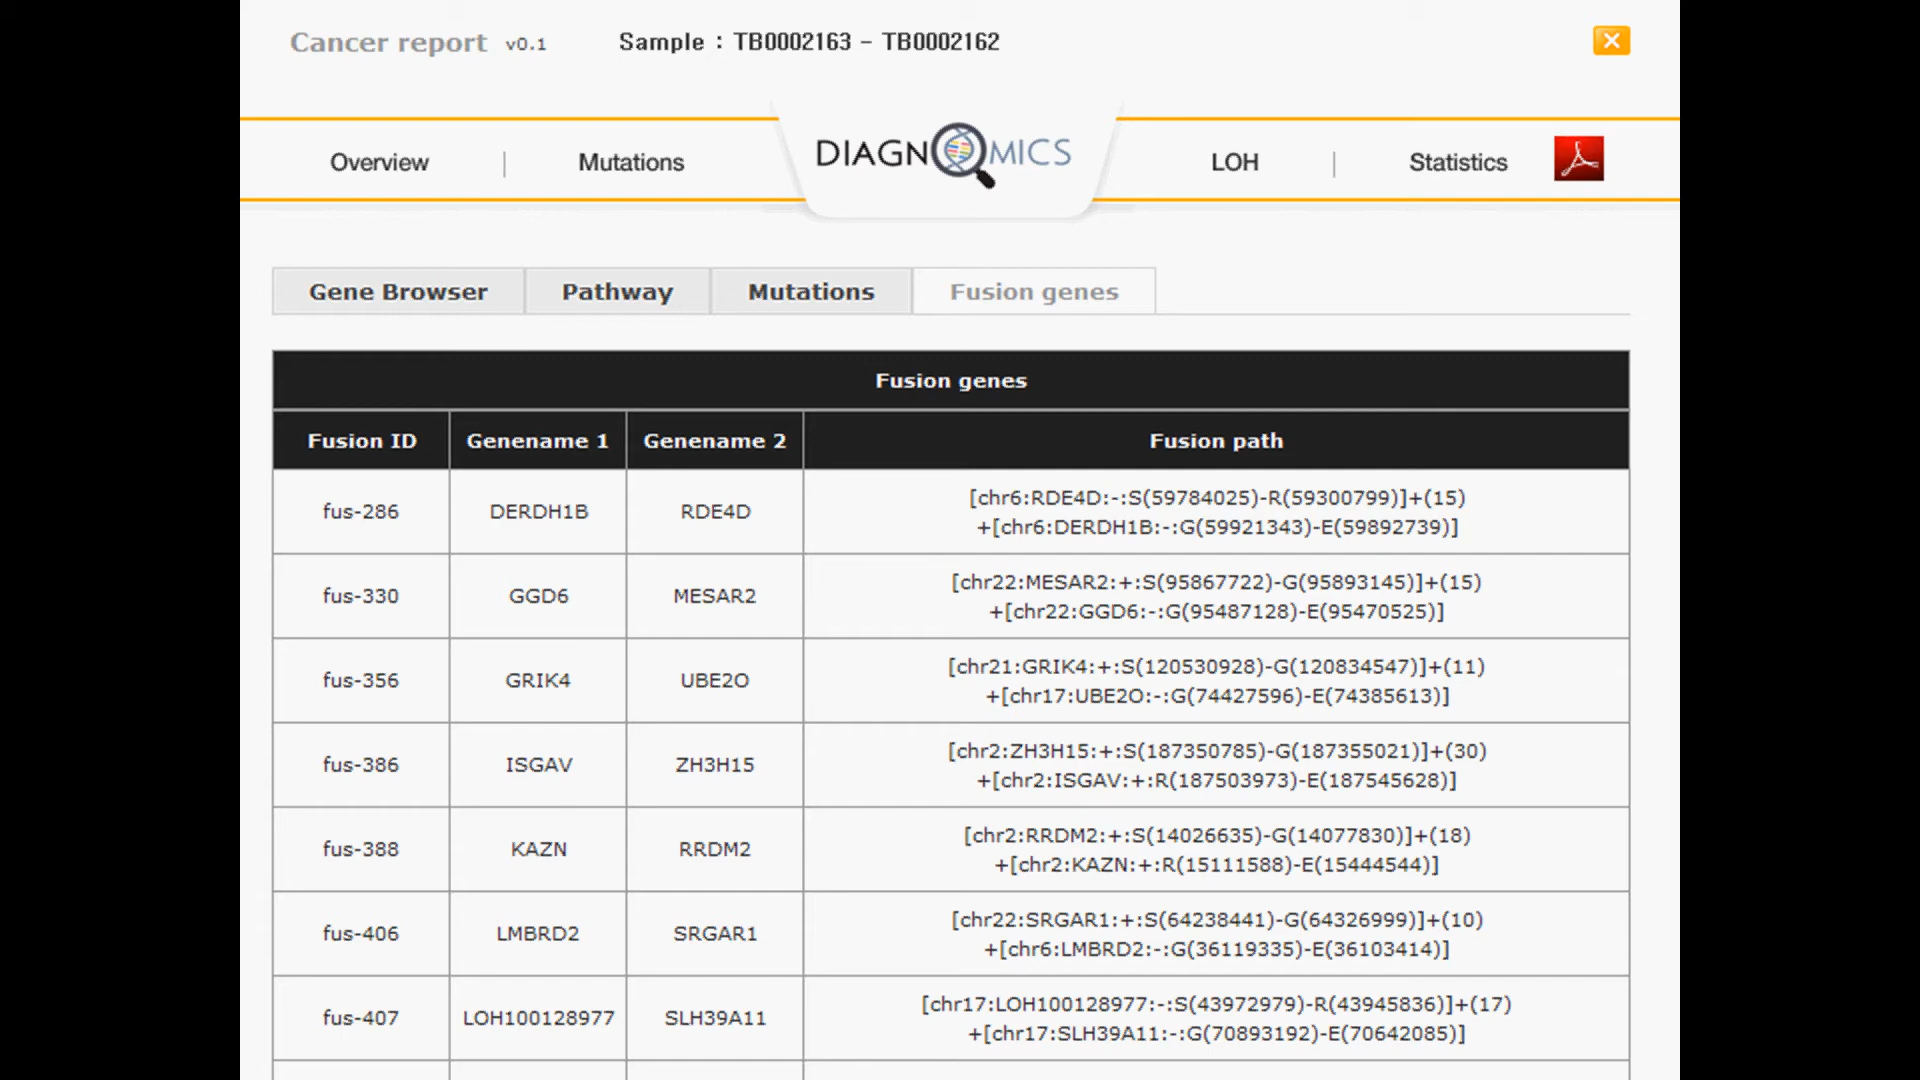 Cancer report v0.1 Sample : TB0002163 – TB0002162
Overview | Mutations DIAGNOMICS LOH | Statistics
Gene Browser Pathway Mutations Fusion genes
Fusion genes
Fusion ID Genename 1 Genename 2 Fusion path
fus-286 DERDH1B RDE4D [chr6:RDE4D:-:S(59784025)-R(59300799)]+(15)
+[chr6:DERDH1B:-:G(59921343)-E(59892739)]
fus-330 GGD6 MESAR2 [chr22:MESAR2:+:S(95867722)-G(95893145)]+(15)
+[chr22:GGD6:-:G(95487128)-E(95470525)]
fus-356 GRIK4 UBE2O [chr21:GRIK4:+:S(120530928)-G(120834547)]+(11)
+[chr17:UBE2O:-:G(74427596)-E(74385613)]
fus-386 ISGAV ZH3H15 [chr2:ZH3H15:+:S(187350785)-G(187355021)]+(30)
+[chr2:ISGAV:+:R(187503973)-E(187545628)]
fus-388 KAZN RRDM2 [chr2:RRDM2:+:S(14026635)-G(14077830)]+(18)
+[chr2:KAZN:+:R(15111588)-E(15444544)]
fus-406 LMBRD2 SRGAR1 [chr22:SRGAR1:+:S(64238441)-G(64326999)]+(10)
+[chr6:LMBRD2:-:G(36119335)-E(36103414)]
fus-407 LOH100128977 SLH39A11 [chr17:LOH100128977:-:S(43972979)-R(43945836)]+(17)
+[chr17:SLH39A11:-:G(70893192)-E(70642085)]